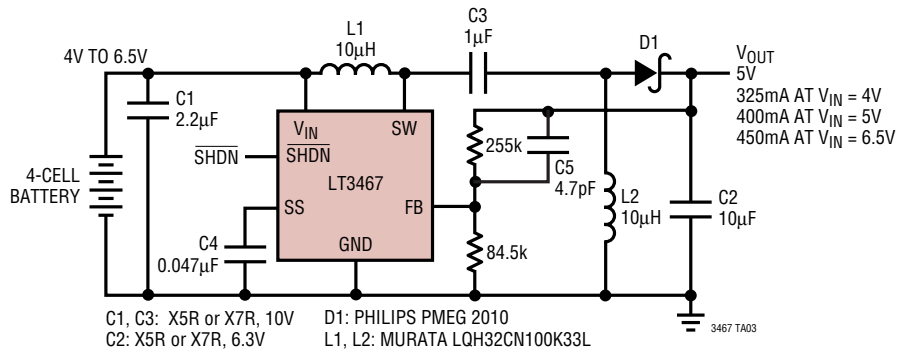 4V TO 6.5V
L1
10µH
C3
1µF
D1
VOUT
5V
325mA AT VIN = 4V
400mA AT VIN = 5V
450mA AT VIN = 6.5V
C1
2.2µF
4-CELL
BATTERY
VIN
SW
SHDN
SHDN
LT3467
SS
FB
GND
C4
0.047µF
255k
C5
4.7pF
84.5k
L2
10µH
C2
10µF
C1, C3: X5R or X7R, 10V
C2: X5R or X7R, 6.3V
D1: PHILIPS PMEG 2010
L1, L2: MURATA LQH32CN100K33L
3467 TA03